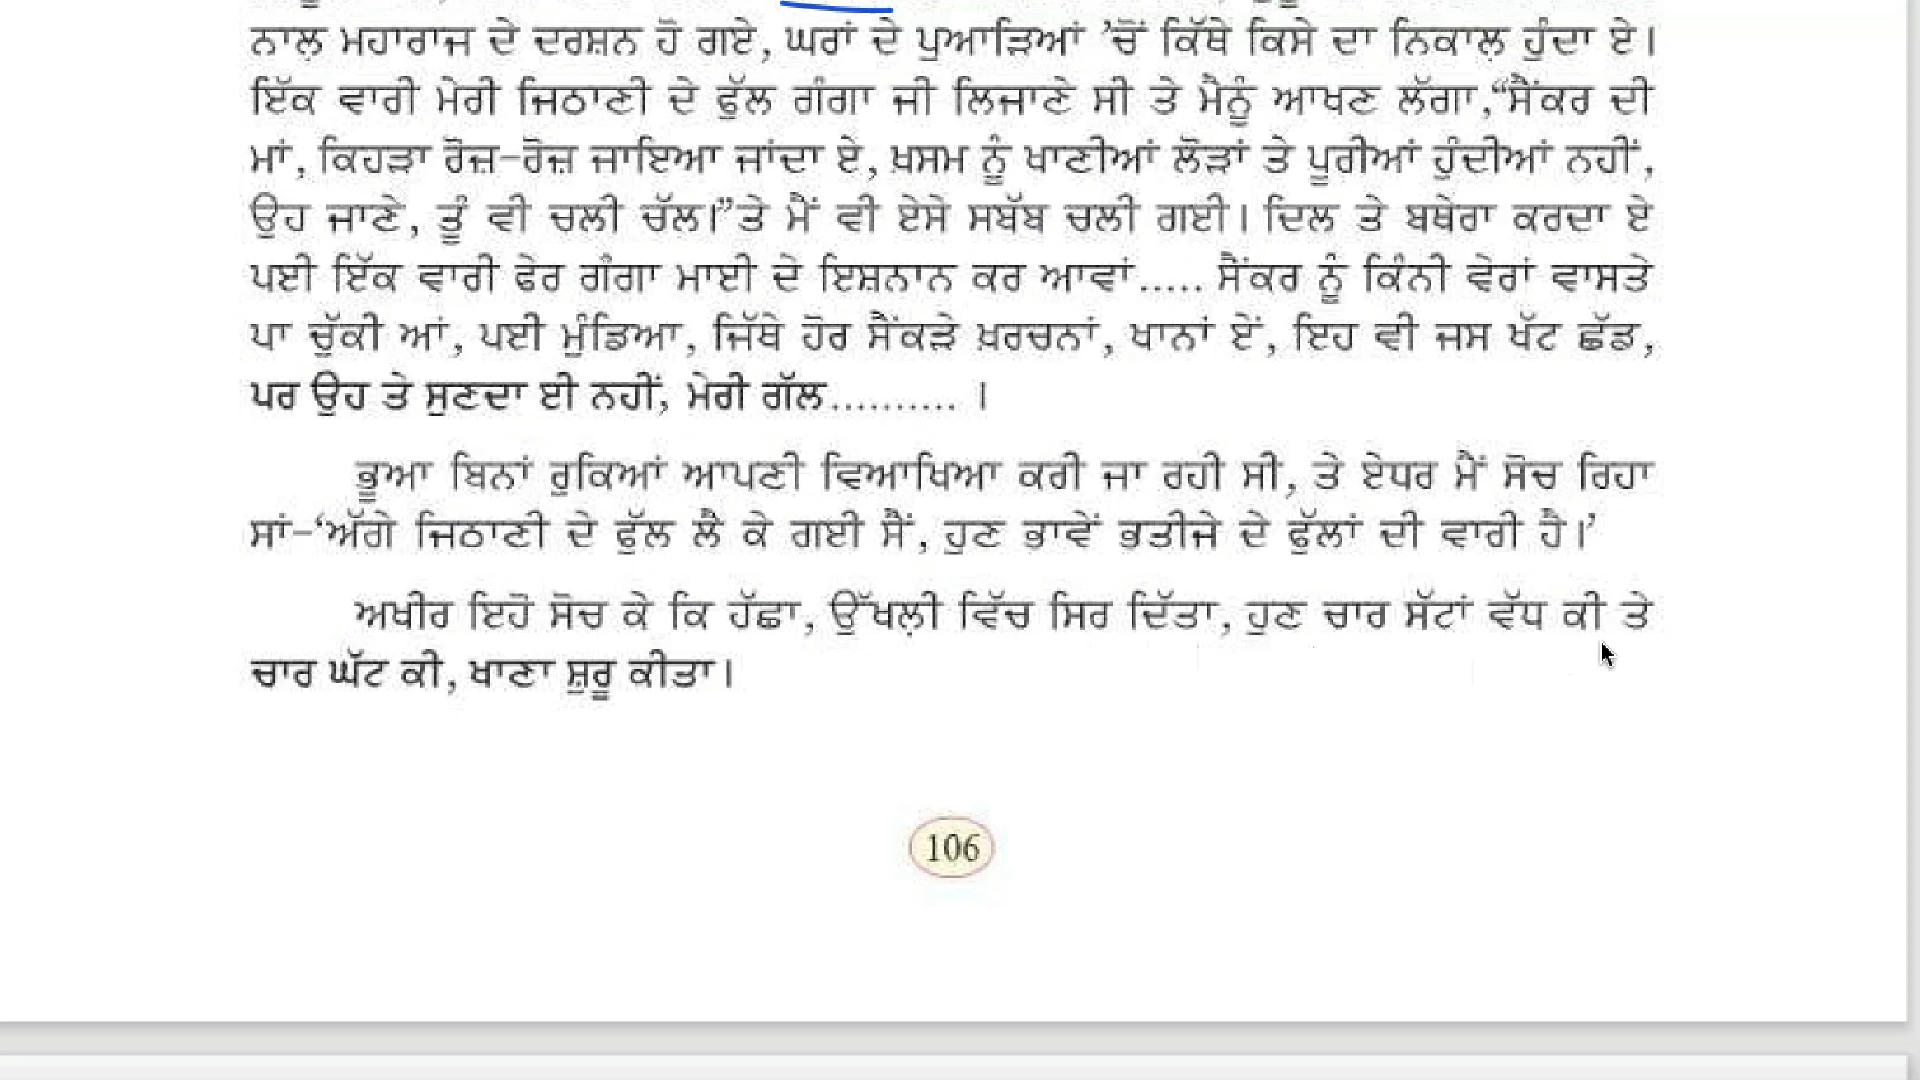 ਨਾਲ਼ ਮਹਾਰਾਜ ਦੇ ਦਰਸ਼ਨ ਹੋ ਗਏ, ਘਰਾਂ ਦੇ ਪੁਆੜਿਆਂ ’ਚੋਂ ਕਿੱਥੇ ਕਿਸੇ ਦਾ ਨਿਕਾਲ਼ ਹੁੰਦਾ ਏ।
ਇੱਕ ਵਾਰੀ ਮੇਰੀ ਜਿਠਾਣੀ ਦੇ ਫੁੱਲ ਗੰਗਾ ਜੀ ਲਿਜਾਣੇ ਸੀ ਤੇ ਮੈਨੂੰ ਆਖਣ ਲੱਗਾ,“ਸੈਂਕਰ ਦੀ
ਮਾਂ, ਕਿਹੜਾ ਰੋਜ਼-ਰੋਜ਼ ਜਾਇਆ ਜਾਂਦਾ ਏ, ਖ਼ਸਮ ਨੂੰ ਖਾਣੀਆਂ ਲੋੜਾਂ ਤੇ ਪੂਰੀਆਂ ਹੁੰਦੀਆਂ ਨਹੀਂ,
ਉਹ ਜਾਣੇ, ਤੂੰ ਵੀ ਚਲੀ ਚੱਲ।”ਤੇ ਮੈਂ ਵੀ ਏਸੇ ਸਬੱਬ ਚਲੀ ਗਈ। ਦਿਲ ਤੇ ਬਥੇਰਾ ਕਰਦਾ ਏ
ਪਈ ਇੱਕ ਵਾਰੀ ਫੇਰ ਗੰਗਾ ਮਾਈ ਦੇ ਇਸ਼ਨਾਨ ਕਰ ਆਵਾਂ..... ਸੈਂਕਰ ਨੂੰ ਕਿੰਨੀ ਵੇਰਾਂ ਵਾਸਤੇ
ਪਾ ਚੁੱਕੀ ਆਂ, ਪਈ ਮੁੰਡਿਆ, ਜਿੱਥੇ ਹੋਰ ਸੈਂਕੜੇ ਖ਼ਰਚਨਾਂ, ਖਾਨਾਂ ਏਂ, ਇਹ ਵੀ ਜਸ ਖੱਟ ਛੱਡ,
ਪਰ ਉਹ ਤੇ ਸੁਣਦਾ ਈ ਨਹੀਂ, ਮੇਰੀ ਗੱਲ.......... ।
ਭੂਆ ਬਿਨਾਂ ਰੁਕਿਆਂ ਆਪਣੀ ਵਿਆਖਿਆ ਕਰੀ ਜਾ ਰਹੀ ਸੀ, ਤੇ ਏਧਰ ਮੈਂ ਸੋਚ ਰਿਹਾ
ਸਾਂ-‘ਅੱਗੇ ਜਿਠਾਣੀ ਦੇ ਫੁੱਲ ਲੈ ਕੇ ਗਈ ਸੈਂ, ਹੁਣ ਭਾਵੇਂ ਭਤੀਜੇ ਦੇ ਫੁੱਲਾਂ ਦੀ ਵਾਰੀ ਹੈ।’
ਅਖੀਰ ਇਹੋ ਸੋਚ ਕੇ ਕਿ ਹੱਛਾ, ਉੱਖਲ਼ੀ ਵਿੱਚ ਸਿਰ ਦਿੱਤਾ, ਹੁਣ ਚਾਰ ਸੱਟਾਂ ਵੱਧ ਕੀ ਤੇ
ਚਾਰ ਘੱਟ ਕੀ, ਖਾਣਾ ਸ਼ੁਰੂ ਕੀਤਾ।
106